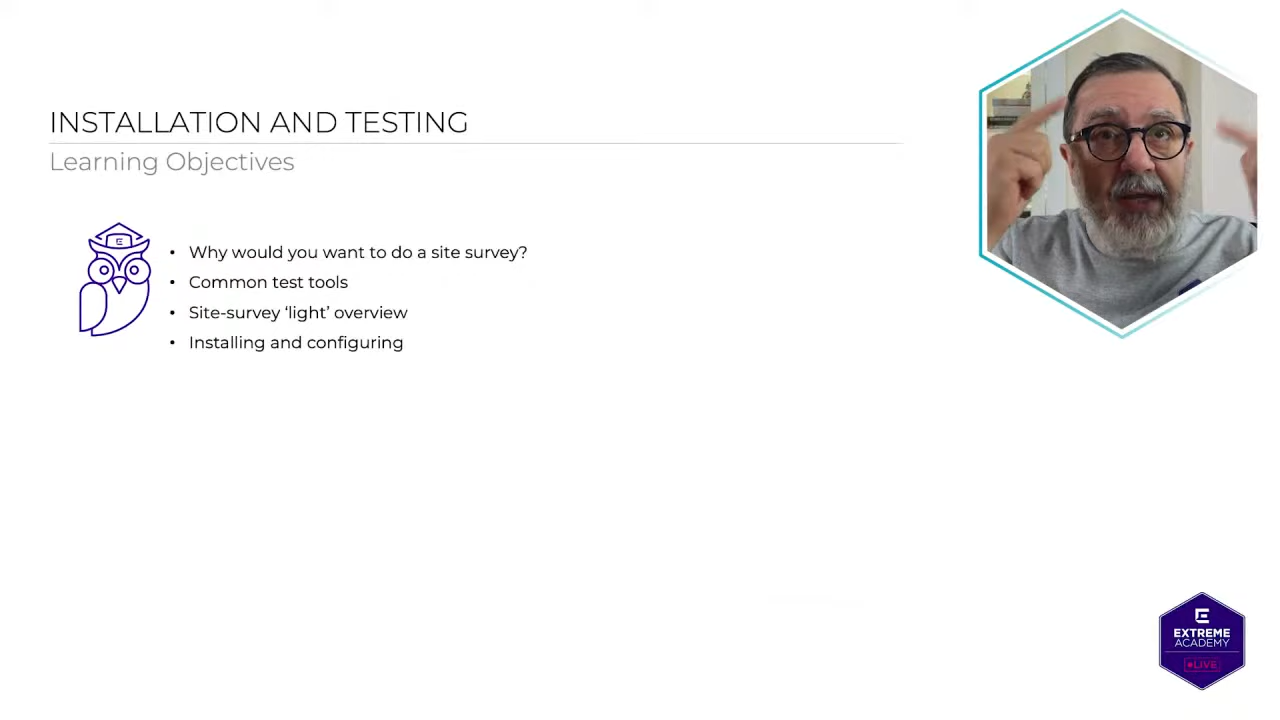 INSTALLATION AND TESTING
Learning Objectives
• Why would you want to do a site survey?
• Common test tools
• Site-survey ‘light’ overview
• Installing and configuring
E
EXTREME
ACADEMY
LIVE